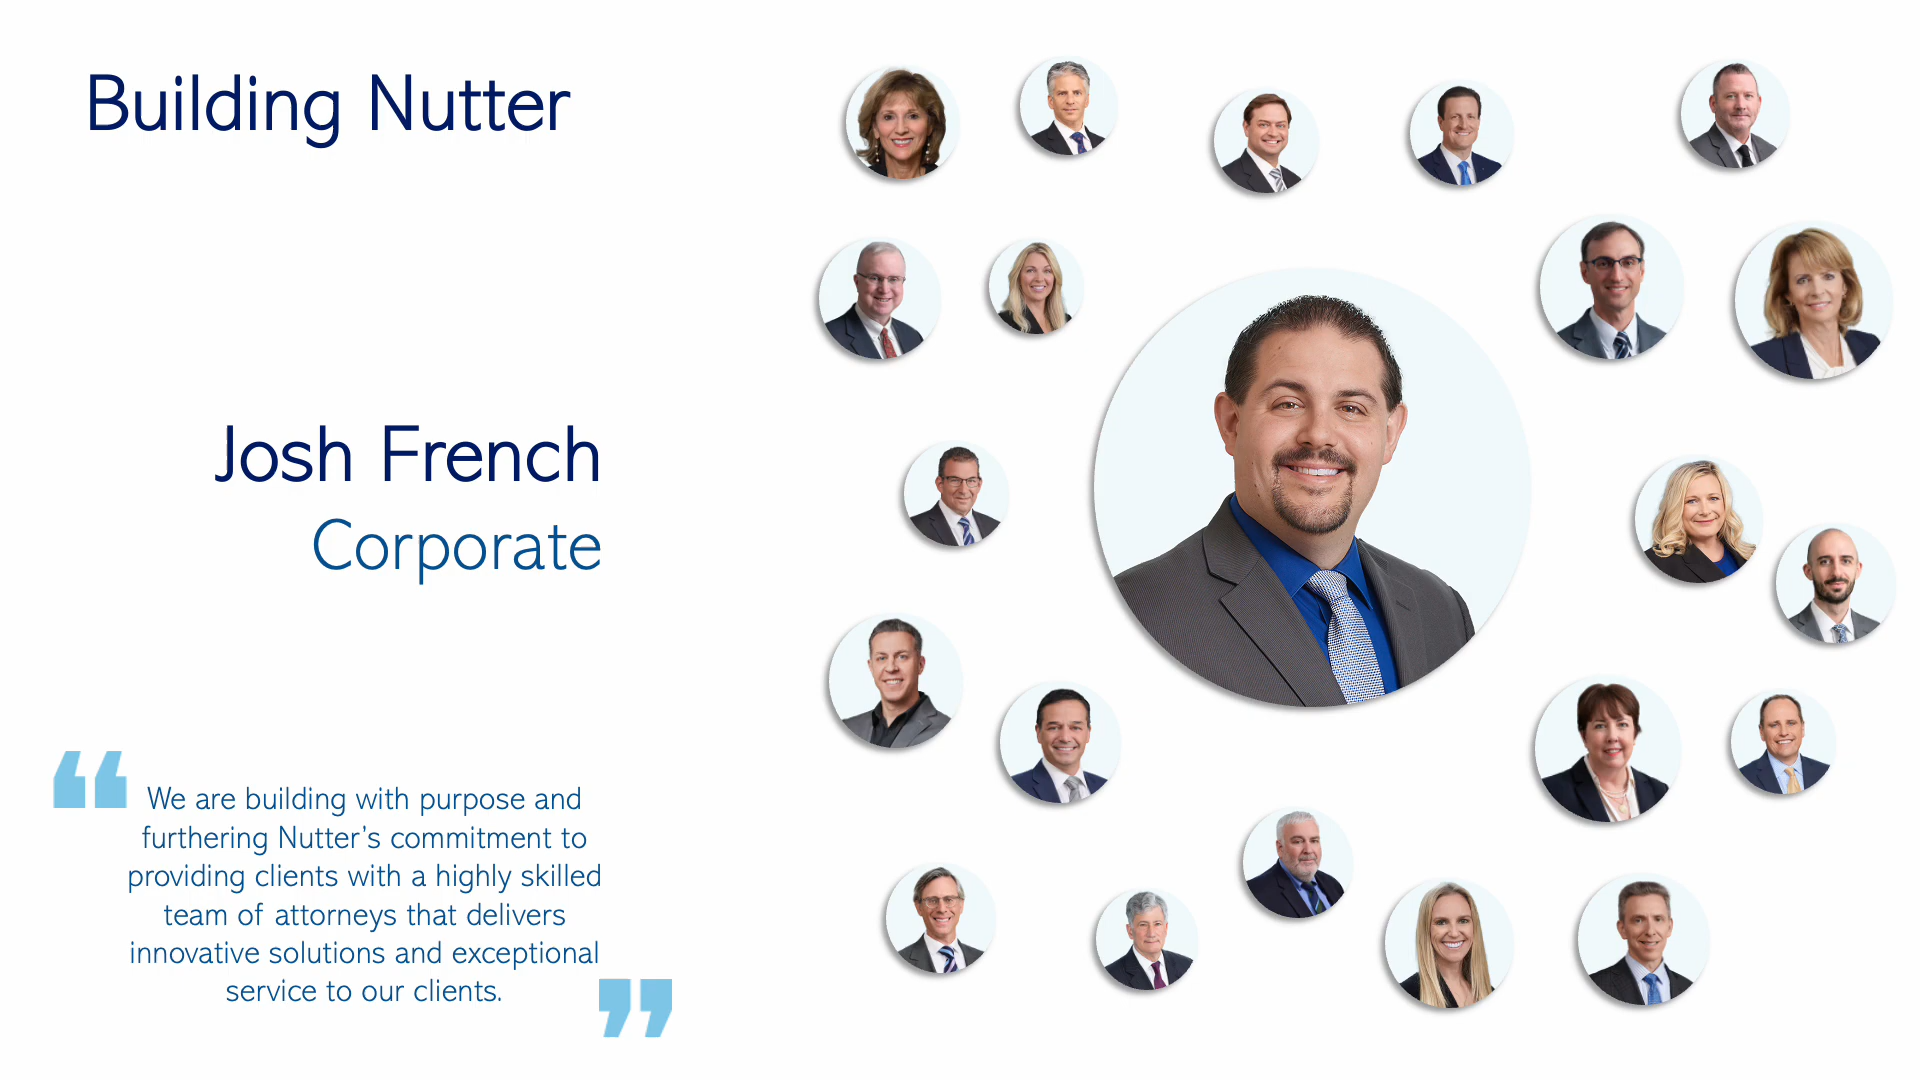 Building Nutter
Josh French
Corporate
“ We are building with purpose and
furthering Nutter’s commitment to
providing clients with a highly skilled
team of attorneys that delivers
innovative solutions and exceptional
service to our clients. ”